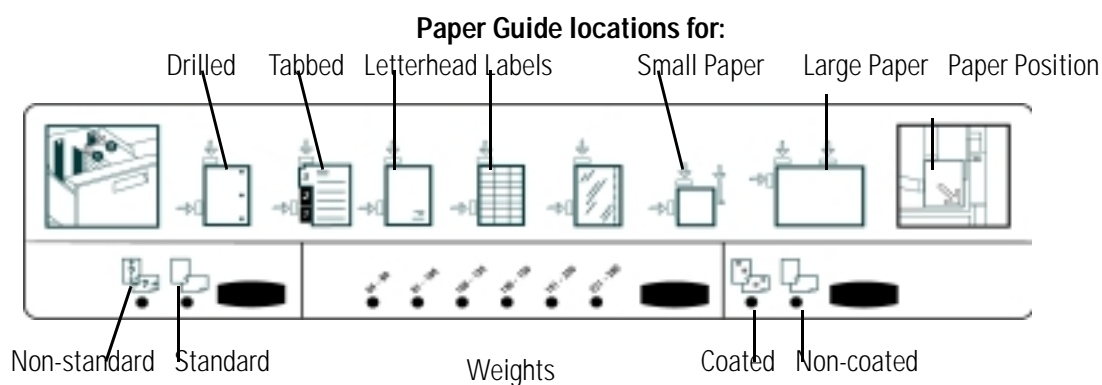 Paper Guide locations for:
Drilled Tabbed Letterhead Labels Small Paper Large Paper Paper Position
Non-standard Standard Weights Coated Non-coated